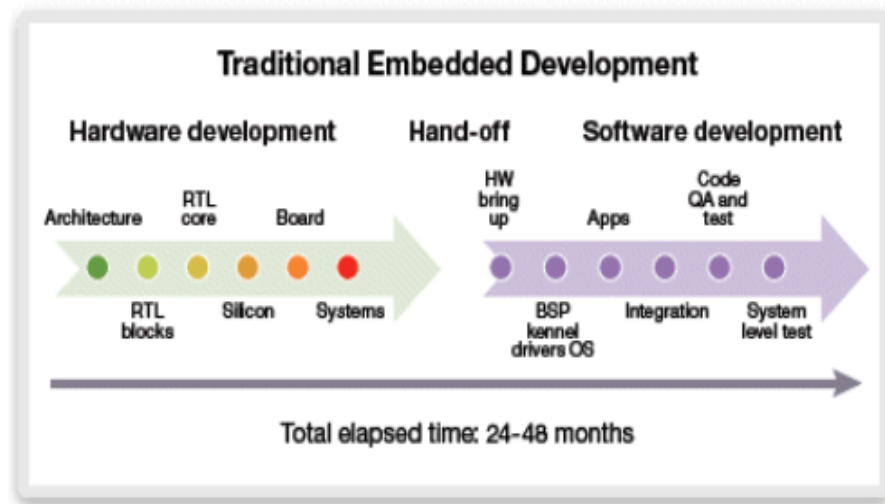 Traditional Embedded Development
Hardware development
Hand-off
Software development
Architecture
RTL
core
Board
RTL
blocks
Silicon
Systems
HW
bring
up
Apps
Code
QA and
test
BSP
kernel
drivers OS
Integration
System
level test
Total elapsed time: 24-48 months